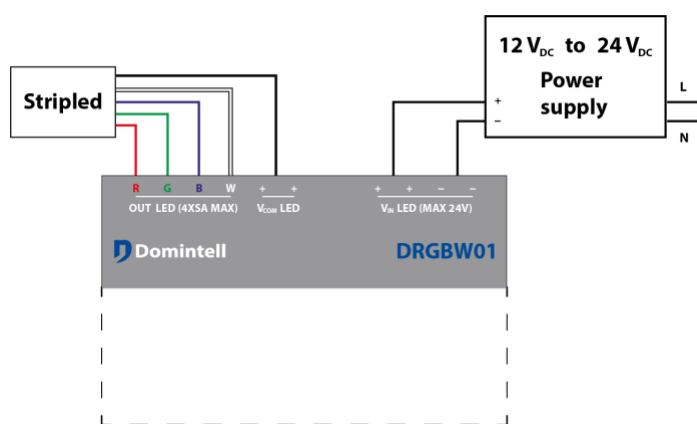 12 VDC to 24 VDC
Power
supply
L
N
+
−
Stripled
R G B W + + + + − −
OUT LED (4XSA MAX) VCOM LED VIN LED (MAX 24V)
Domintell DRGBW01